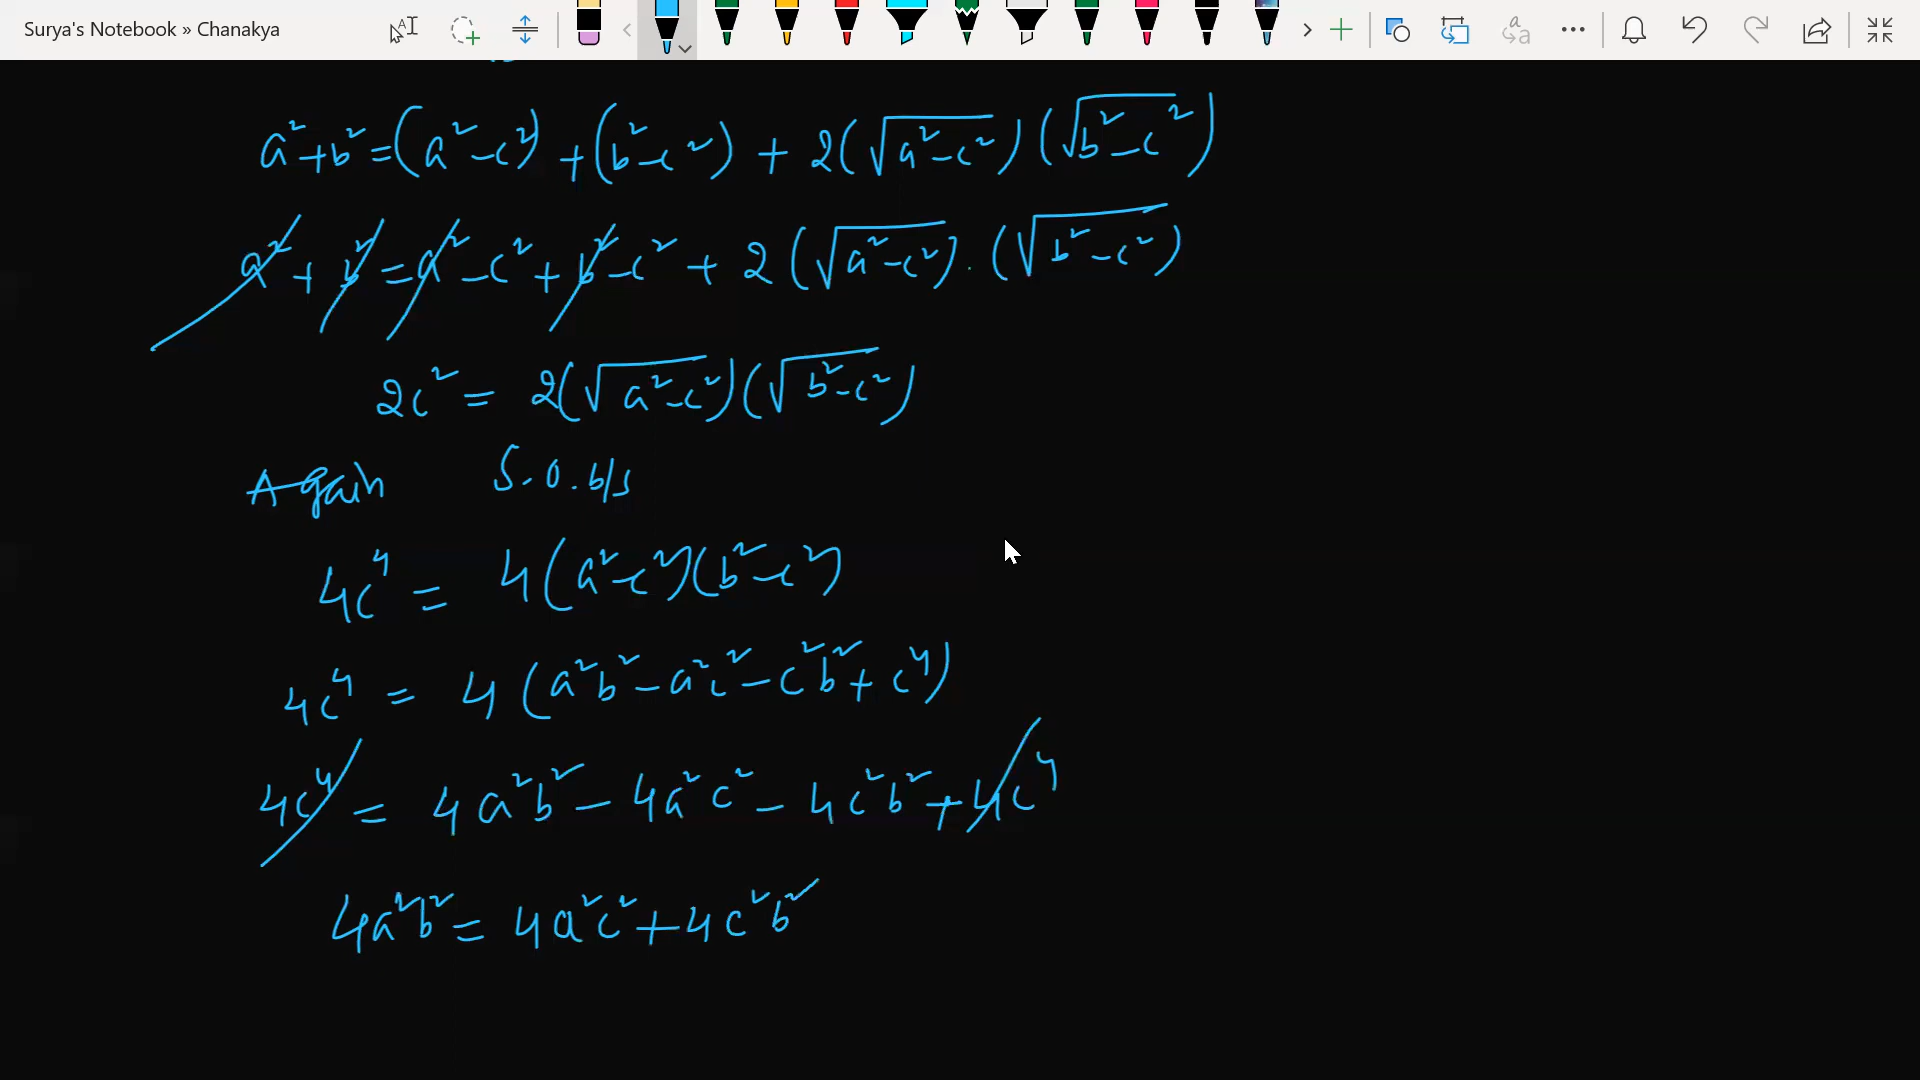 Surya's Notebook » Chanakya
a²+b²=(a²-c²)+(b²-c²)+2(√a²-c²)(√b²-c²)
a²+b²=a²-c²+b²-c²+2(√a²-c²).(√b²-c²)
2c²=2(√a²-c²)(√b²-c²)
Again S.O.b/s
4c⁴=4(a²-c²)(b²-c²)
4c⁴=4(a²b²-a²c²-c²b²+c⁴)
4c⁴=4a²b²-4a²c²-4c²b²+4c⁴
4a²b²=4a²c²+4c²b²